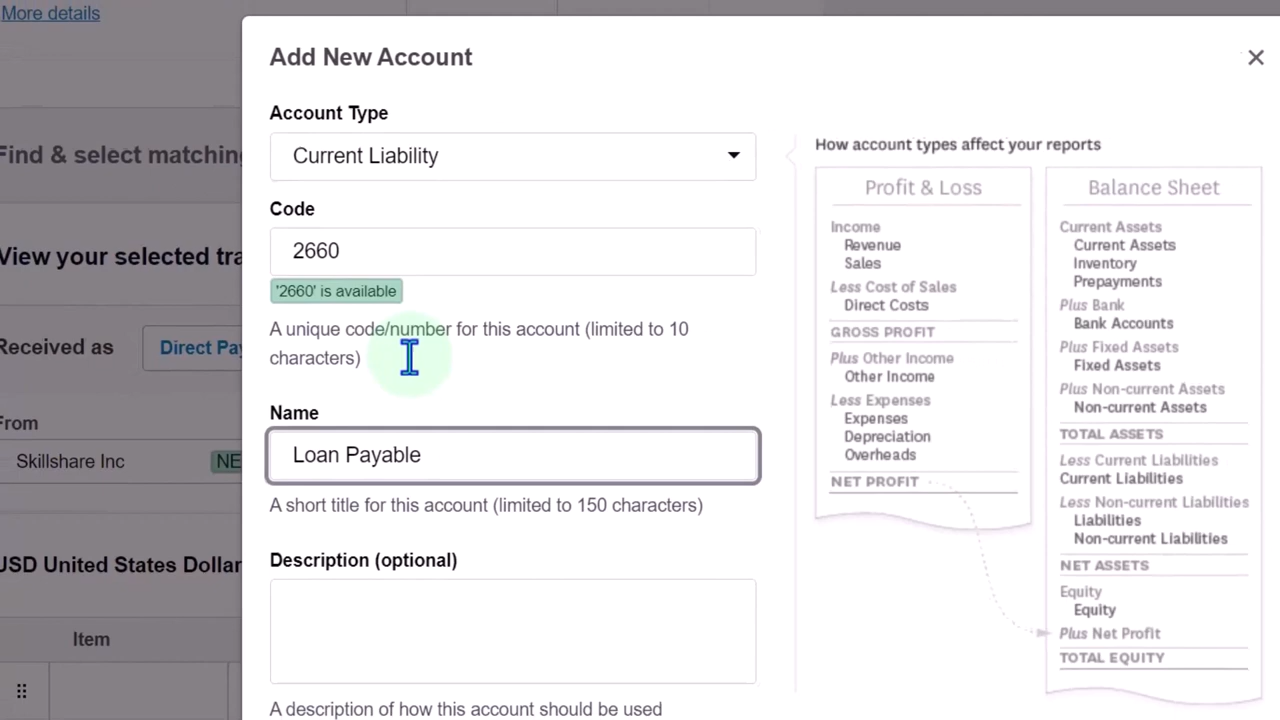 More details
Find & select matching
View your selected tra
Received as
Direct Pay
From
Skillshare Inc
NE
USD United States Dollar
Item
Add New Account
Account Type
Current Liability
Code
2660
'2660' is available
A unique code/number for this account (limited to 10
characters)
Name
Loan Payable
A short title for this account (limited to 150 characters)
Description (optional)
A description of how this account should be used
How account types affect your reports
Profit & Loss
Income
Revenue
Sales
Less Cost of Sales
Direct Costs
GROSS PROFIT
Plus Other Income
Other Income
Less Expenses
Expenses
Depreciation
Overheads
NET PROFIT
Balance Sheet
Current Assets
Current Assets
Inventory
Prepayments
Plus Bank
Bank Accounts
Plus Fixed Assets
Fixed Assets
Plus Non-current Assets
Non-current Assets
TOTAL ASSETS
Less Current Liabilities
Current Liabilities
Less Non-current Liabilities
Liabilities
Non-current Liabilities
NET ASSETS
Equity
Equity
Plus Net Profit
TOTAL EQUITY